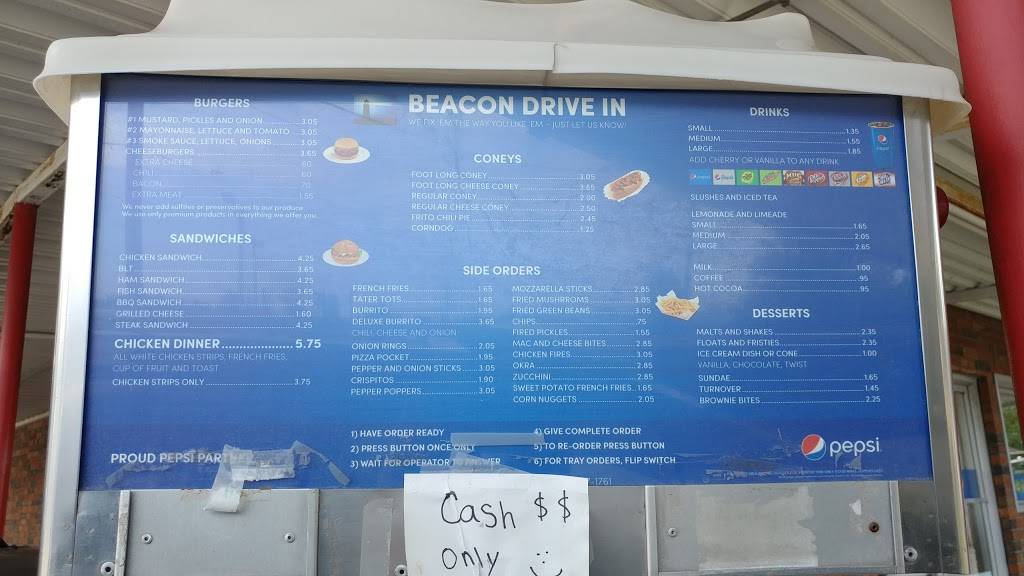 BEACON DRIVE IN
WE FIX 'EM THE WAY YOU LIKE 'EM - JUST LET US KNOW!
BURGERS
#1 MUSTARD, PICKLES AND ONION 3.05
#2 MAYONNAISE, LETTUCE AND TOMATO 3.05
#3 SMOKE SAUCE, LETTUCE, ONIONS 3.05
CHEESEBURGERS 3.65
EXTRA CHEESE .60
CHILI .60
BACON .70
EXTRA MEAT 1.55
We never add sulfites or preservatives to our produce.
We use only premium products in everything we offer you.
SANDWICHES
CHICKEN SANDWICH 4.25
BLT 3.65
HAM SANDWICH 4.25
FISH SANDWICH 3.65
BBQ SANDWICH 4.25
GRILLED CHEESE 1.60
STEAK SANDWICH 4.25
CHICKEN DINNER 5.75
ALL WHITE CHICKEN STRIPS, FRENCH FRIES,
CUP OF FRUIT AND TOAST
CHICKEN STRIPS ONLY 3.75
CONEYS
FOOT LONG CONEY 3.05
FOOT LONG CHEESE CONEY 3.65
REGULAR CONEY 2.00
REGULAR CHEESE CONEY 2.50
FRITO CHILI PIE 2.45
CORNDOG 1.25
SIDE ORDERS
FRENCH FRIES 1.65
TATER TOTS 1.65
BURRITO 1.95
DELUXE BURRITO 3.65
CHILI, CHEESE AND ONION
ONION RINGS 2.05
PIZZA POCKET 1.95
PEPPER AND ONION STICKS 3.05
CRISPITOS 1.90
PEPPER POPPERS 3.05
MOZZARELLA STICKS 2.85
FRIED MUSHRROMS 3.05
FRIED GREEN BEANS 3.05
CHIPS .75
FRIED PICKLES 1.55
MAC AND CHEESE BITES 2.85
CHICKEN FIRES 3.05
OKRA 2.85
ZUCCHINI 2.85
SWEET POTATO FRENCH FRIES 1.65
CORN NUGGETS 2.05
DRINKS
SMALL 1.35
MEDIUM 1.55
LARGE 1.85
ADD CHERRY OR VANILLA TO ANY DRINK
SLUSHES AND ICED TEA
LEMONADE AND LIMEADE
SMALL 1.65
MEDIUM 2.05
LARGE 2.65
MILK 1.00
COFFEE .95
HOT COCOA .95
DESSERTS
MALTS AND SHAKES 2.35
FLOATS AND FRISTIES 2.35
ICE CREAM DISH OR CONE 1.00
VANILLA, CHOCOLATE, TWIST
SUNDAE 1.65
TURNOVER 1.45
BROWNIE BITES 2.25
1) HAVE ORDER READY
2) PRESS BUTTON ONCE ONLY
3) WAIT FOR OPERATOR TO ANSWER
4) GIVE COMPLETE ORDER
5) TO RE-ORDER PRESS BUTTON
6) FOR TRAY ORDERS, FLIP SWITCH
PROUD PEPSI
pepsi
-1761
Cash $$
only